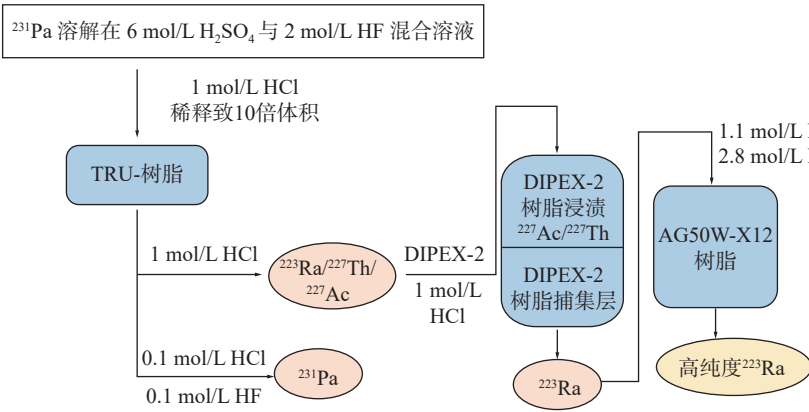 ²³¹Pa 溶解在 6 mol/L H₂SO₄ 与 2 mol/L HF 混合溶液
1 mol/L HCl
稀释致10倍体积
TRU-树脂
1 mol/L HCl
²²³Ra/²²⁷Th/
²²⁷Ac
DIPEX-2
1 mol/L
HCl
0.1 mol/L HCl
0.1 mol/L HF
²³¹Pa
DIPEX-2
树脂浸渍
²²⁷Ac/²²⁷Th
DIPEX-2
树脂捕集层
²²³Ra
1.1 mol/L
2.8 mol/L
AG50W-X12
树脂
高纯度²²³Ra